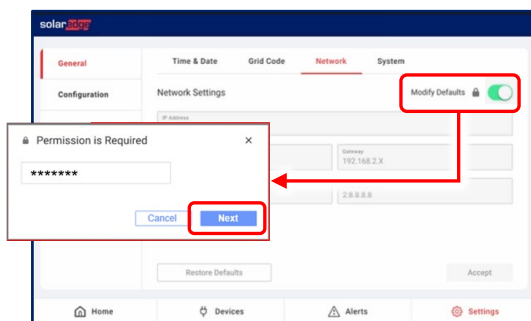 solaredge
General
Time & Date Grid Code Network System
Configuration
Network Settings
Modify Defaults
IP Address
Permission is Required ×
*******
Gateway
192.168.2.X
2.8.8.8.8
Cancel Next
Restore Defaults Accept
Home Devices Alerts Settings